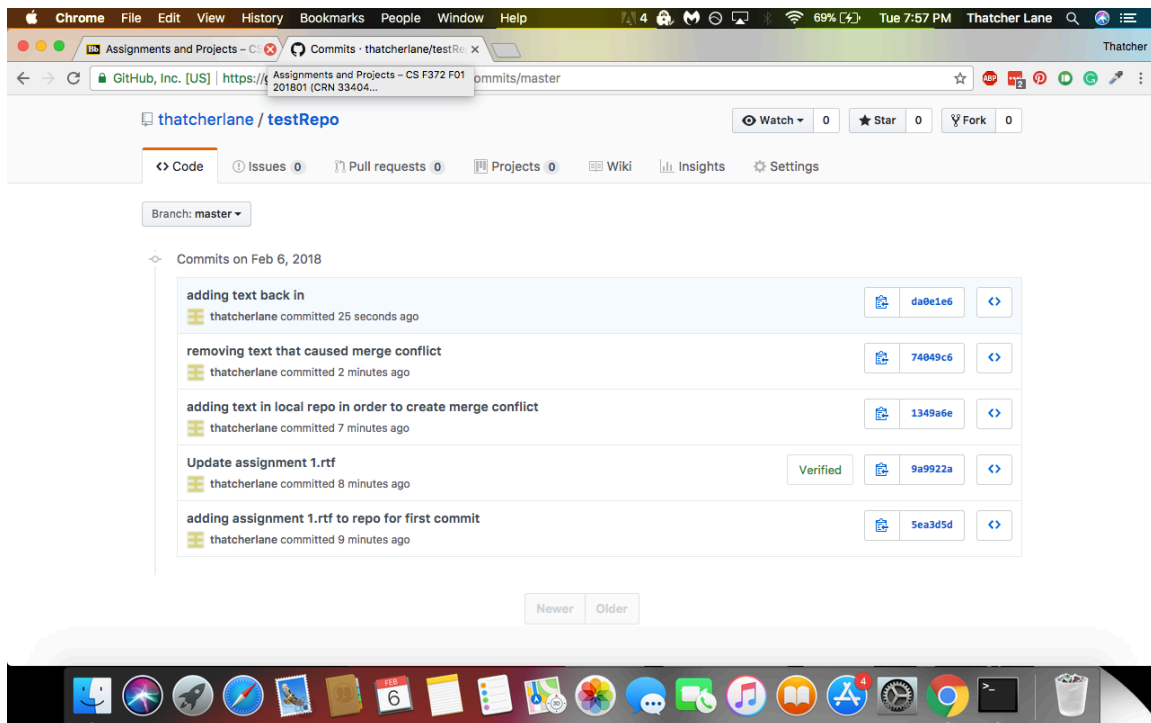 Chrome File Edit View History Bookmarks People Window Help 4 69% Tue 7:57 PM Thatcher Lane
Bb Assignments and Projects – CS Commits · thatcherlane/testRe Thatcher
GitHub, Inc. [US] https:// ommits/master ABP 2
Assignments and Projects – CS F372 F01
201801 (CRN 33404...
thatcherlane / testRepo Watch 0 Star 0 Fork 0
Code Issues 0 Pull requests 0 Projects 0 Wiki Insights Settings
Branch: master
Commits on Feb 6, 2018
adding text back in
thatcherlane committed 25 seconds ago
da0e1e6
removing text that caused merge conflict
thatcherlane committed 2 minutes ago
74049c6
adding text in local repo in order to create merge conflict
thatcherlane committed 7 minutes ago
1349a6e
Update assignment 1.rtf
thatcherlane committed 8 minutes ago
Verified 9a9922a
adding assignment 1.rtf to repo for first commit
thatcherlane committed 9 minutes ago
5ea3d5d
Newer Older
FEB
6
4